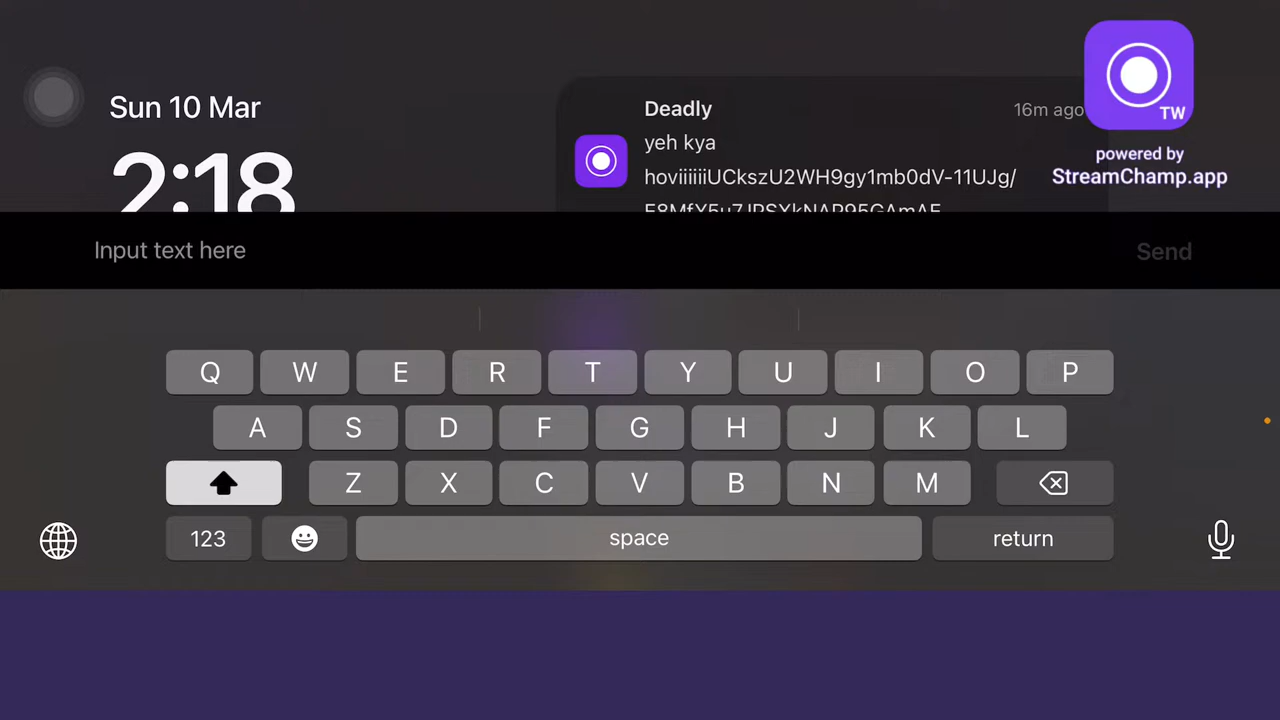 Sun 10 Mar
2:18
Deadly
16m ago
yeh kya
hoviiiiiiUCkszU2WH9gy1mb0dV-11UJg/
TW
powered by
StreamChamp.app
Input text here
Send
Q W E R T Y U I O P
A S D F G H J K L
Z X C V B N M
123
space
return